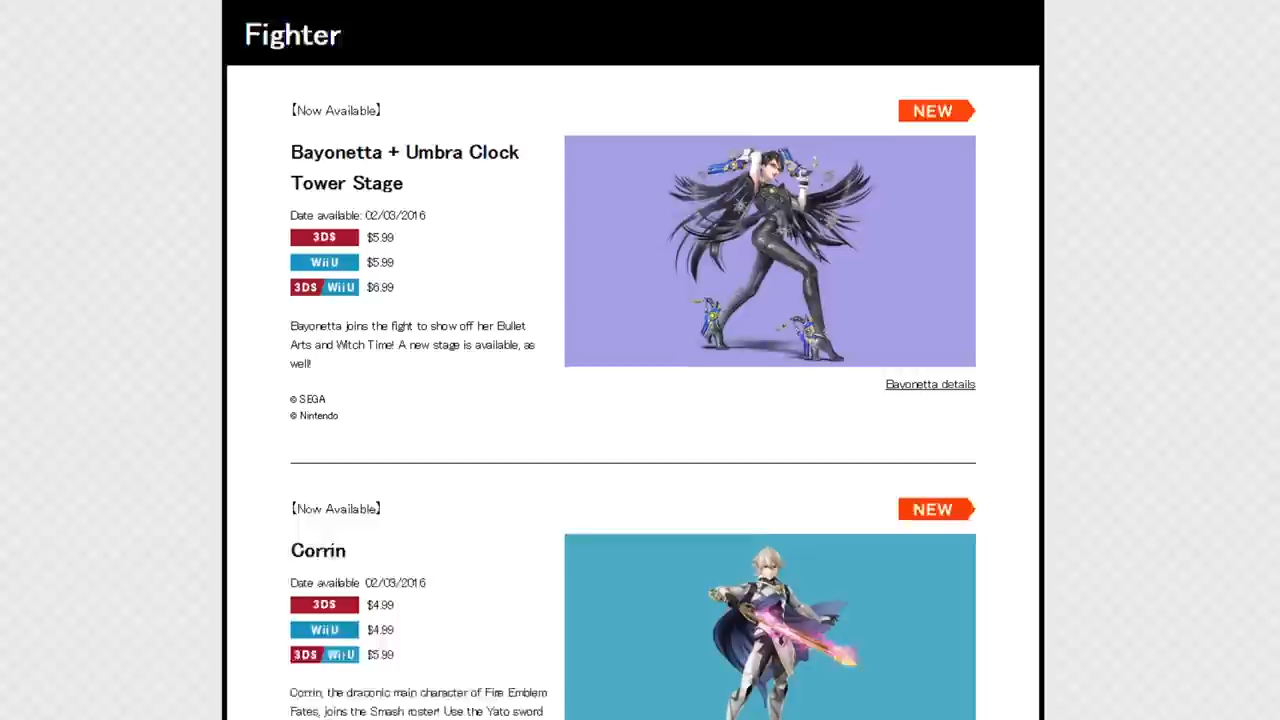 Fighter
【Now Available】
NEW
Bayonetta + Umbra Clock
Tower Stage
Date available: 02/03/2016
3DS $5.99
Wii U $5.99
3DS Wii U $6.99
Bayonetta joins the fight to show off her Bullet
Arts and Witch Time! A new stage is available, as
well!
Bayonetta details
© SEGA
© Nintendo
【Now Available】
NEW
Corrin
Date available 02/03/2016
3DS $4.99
Wii U $4.99
3DS Wii U $5.99
Corrin, the draconic main character of Fire Emblem
Fates, joins the Smash roster! Use the Yato sword